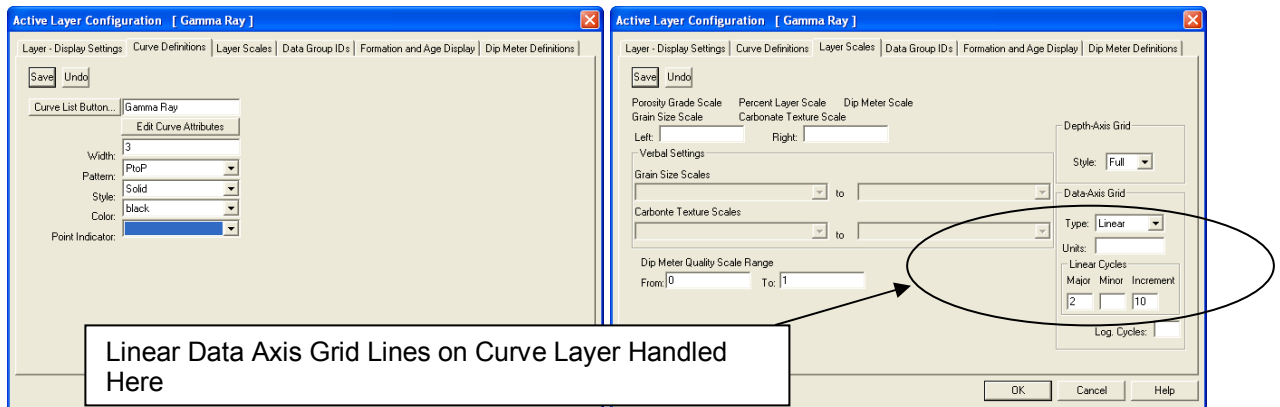 Active Layer Configuration [ Gamma Ray ]
Layer - Display Settings Curve Definitions Layer Scales Data Group IDs Formation and Age Display Dip Meter Definitions
Save Undo
Curve List Button... Gamma Ray
Edit Curve Attributes
Width: 3
Pattern: PtoP
Style: Solid
Color: black
Point Indicator:
Active Layer Configuration [ Gamma Ray ]
Layer - Display Settings Curve Definitions Layer Scales Data Group IDs Formation and Age Display Dip Meter Definitions
Save Undo
Porosity Grade Scale Percent Layer Scale Dip Meter Scale
Grain Size Scale Carbonate Texture Scale
Left: Right:
Verbal Settings
Grain Size Scales
to
Carbonte Texture Scales
to
Dip Meter Quality Scale Range
From: 0 To: 1
Depth-Axis Grid
Style: Full
Data-Axis Grid
Type: Linear
Units:
Linear Cycles
Major Minor Increment
2 10
Log. Cycles:
OK Cancel Help
Linear Data Axis Grid Lines on Curve Layer Handled
Here